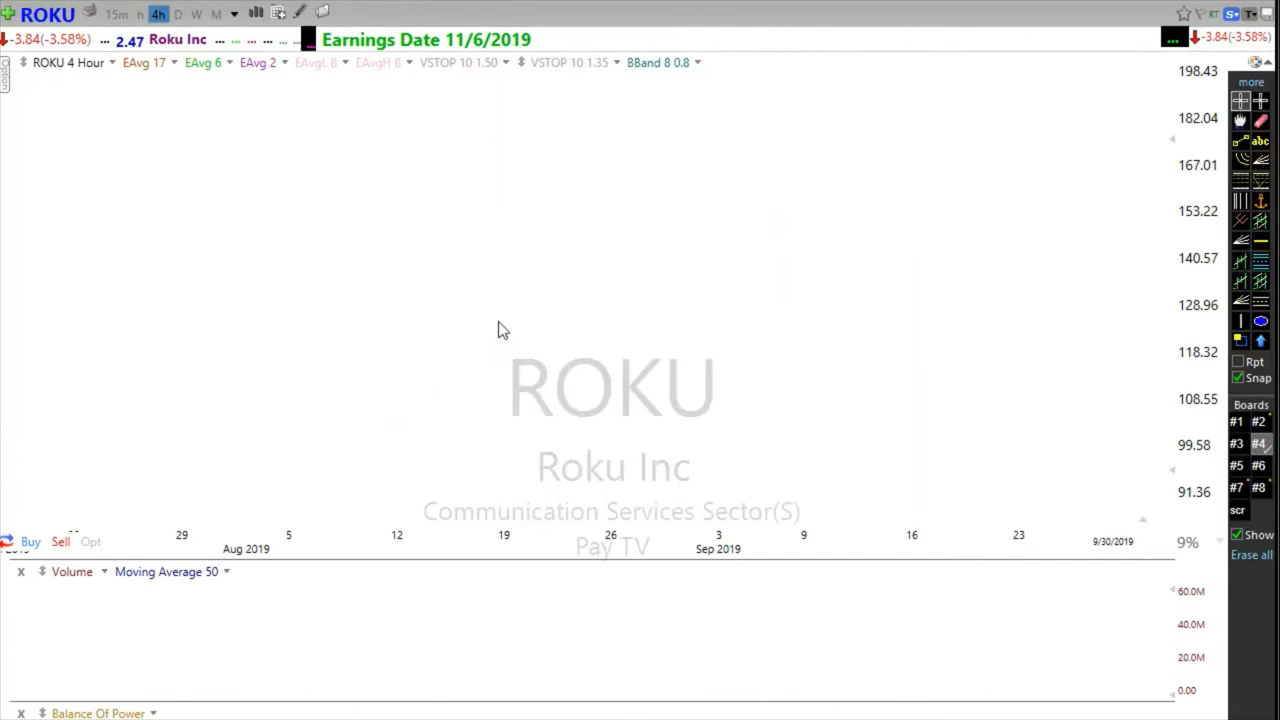 ROKU 15m h 4h D W M RT S T
-3.84(-3.58%) ... 2.47 Roku Inc ... ... ... ... ... ... Earnings Date 11/6/2019 ... -3.84(-3.58%)
Option
ROKU 4 Hour EAvg 17 EAvg 6 EAvg 2 EAvgL 8 EAvgH 8 VSTOP 10 1.50 VSTOP 10 1.35 BBand 8 0.8
198.43
182.04
167.01
153.22
140.57
128.96
118.32
108.55
99.58
91.36
9%
ROKU
Roku Inc
Communication Services Sector(S)
Pay TV
29 5 12 19 26 3 9 16 23 9/30/2019
Aug 2019 Sep 2019
Buy Sell Opt
x Volume Moving Average 50
60.0M
40.0M
20.0M
0.00
x Balance Of Power
more
abc
Rpt
Snap
Boards
#1 #2
#3 #4
#5 #6
#7 #8
scr
Show
Erase all